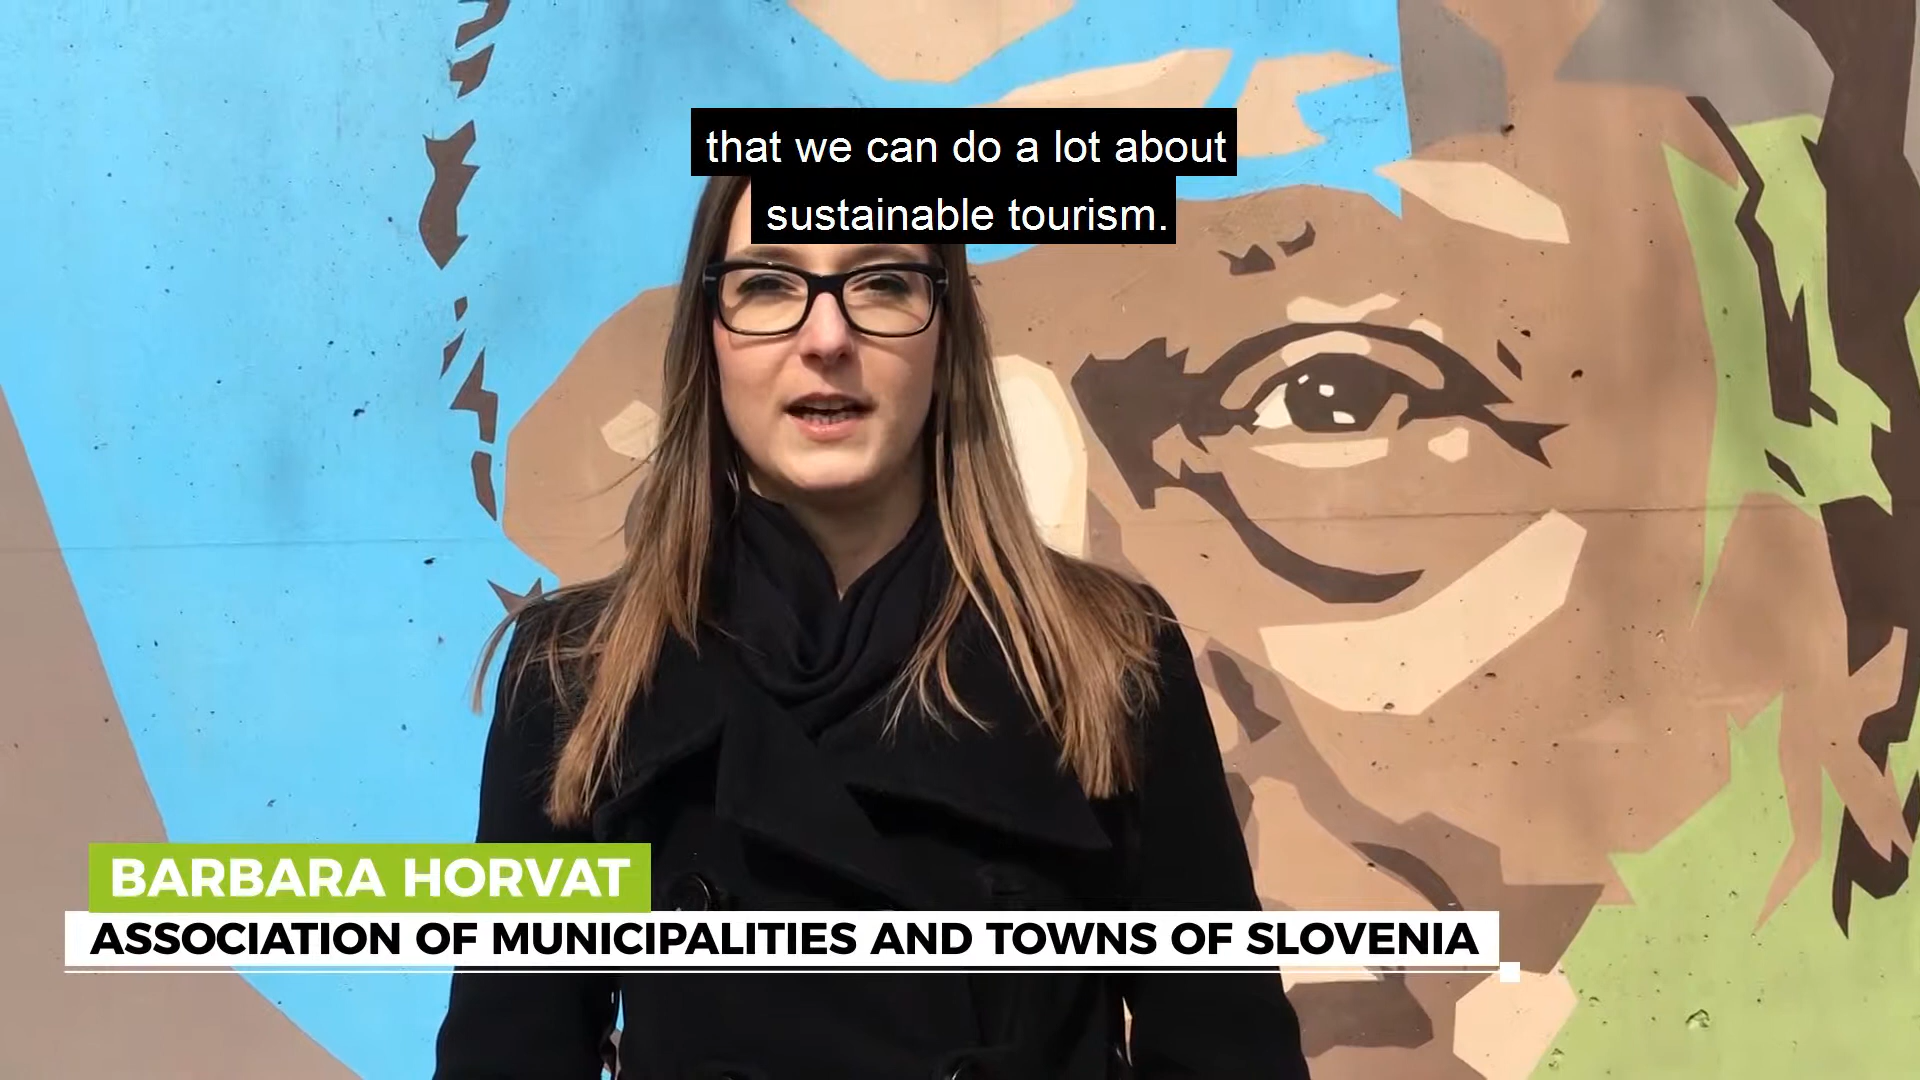 that we can do a lot about
sustainable tourism.
BARBARA HORVAT
ASSOCIATION OF MUNICIPALITIES AND TOWNS OF SLOVENIA